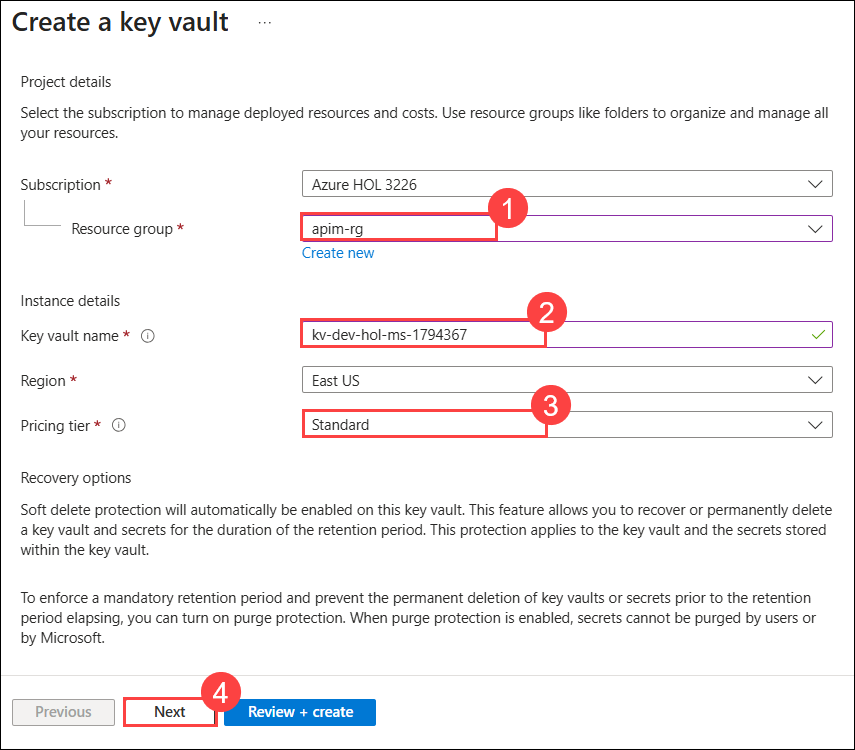 Create a key vault ...
Project details
Select the subscription to manage deployed resources and costs. Use resource groups like folders to organize and manage all
your resources.
Subscription *
Azure HOL 3226
1
Resource group *
apim-rg
Create new
Instance details
2
Key vault name *
kv-dev-hol-ms-1794367
Region *
East US
3
Pricing tier *
Standard
Recovery options
Soft delete protection will automatically be enabled on this key vault. This feature allows you to recover or permanently delete
a key vault and secrets for the duration of the retention period. This protection applies to the key vault and the secrets stored
within the key vault.
To enforce a mandatory retention period and prevent the permanent deletion of key vaults or secrets prior to the retention
period elapsing, you can turn on purge protection. When purge protection is enabled, secrets cannot be purged by users or
by Microsoft.
4
Previous
Next
Review + create